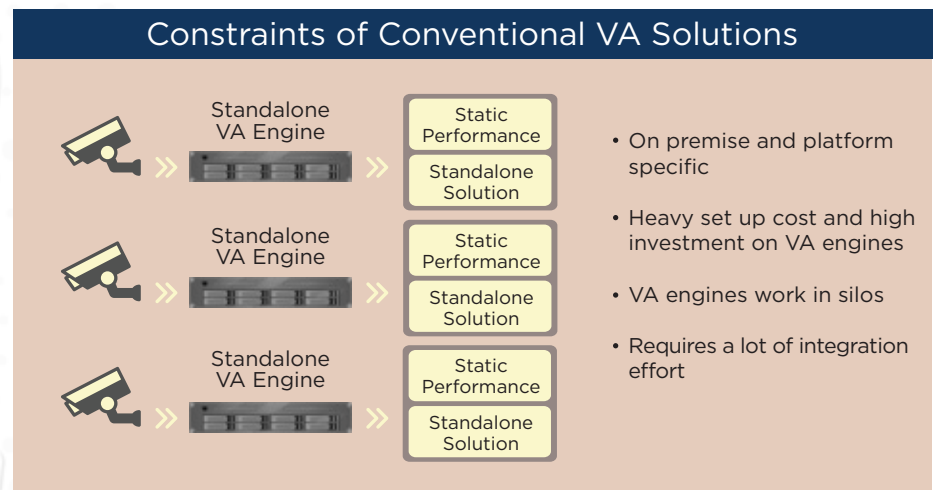 Constraints of Conventional VA Solutions
Standalone
VA Engine
Static
Performance
Standalone
Solution
Standalone
VA Engine
Static
Performance
Standalone
Solution
Standalone
VA Engine
Static
Performance
Standalone
Solution
• On premise and platform
specific
• Heavy set up cost and high
investment on VA engines
• VA engines work in silos
• Requires a lot of integration
effort